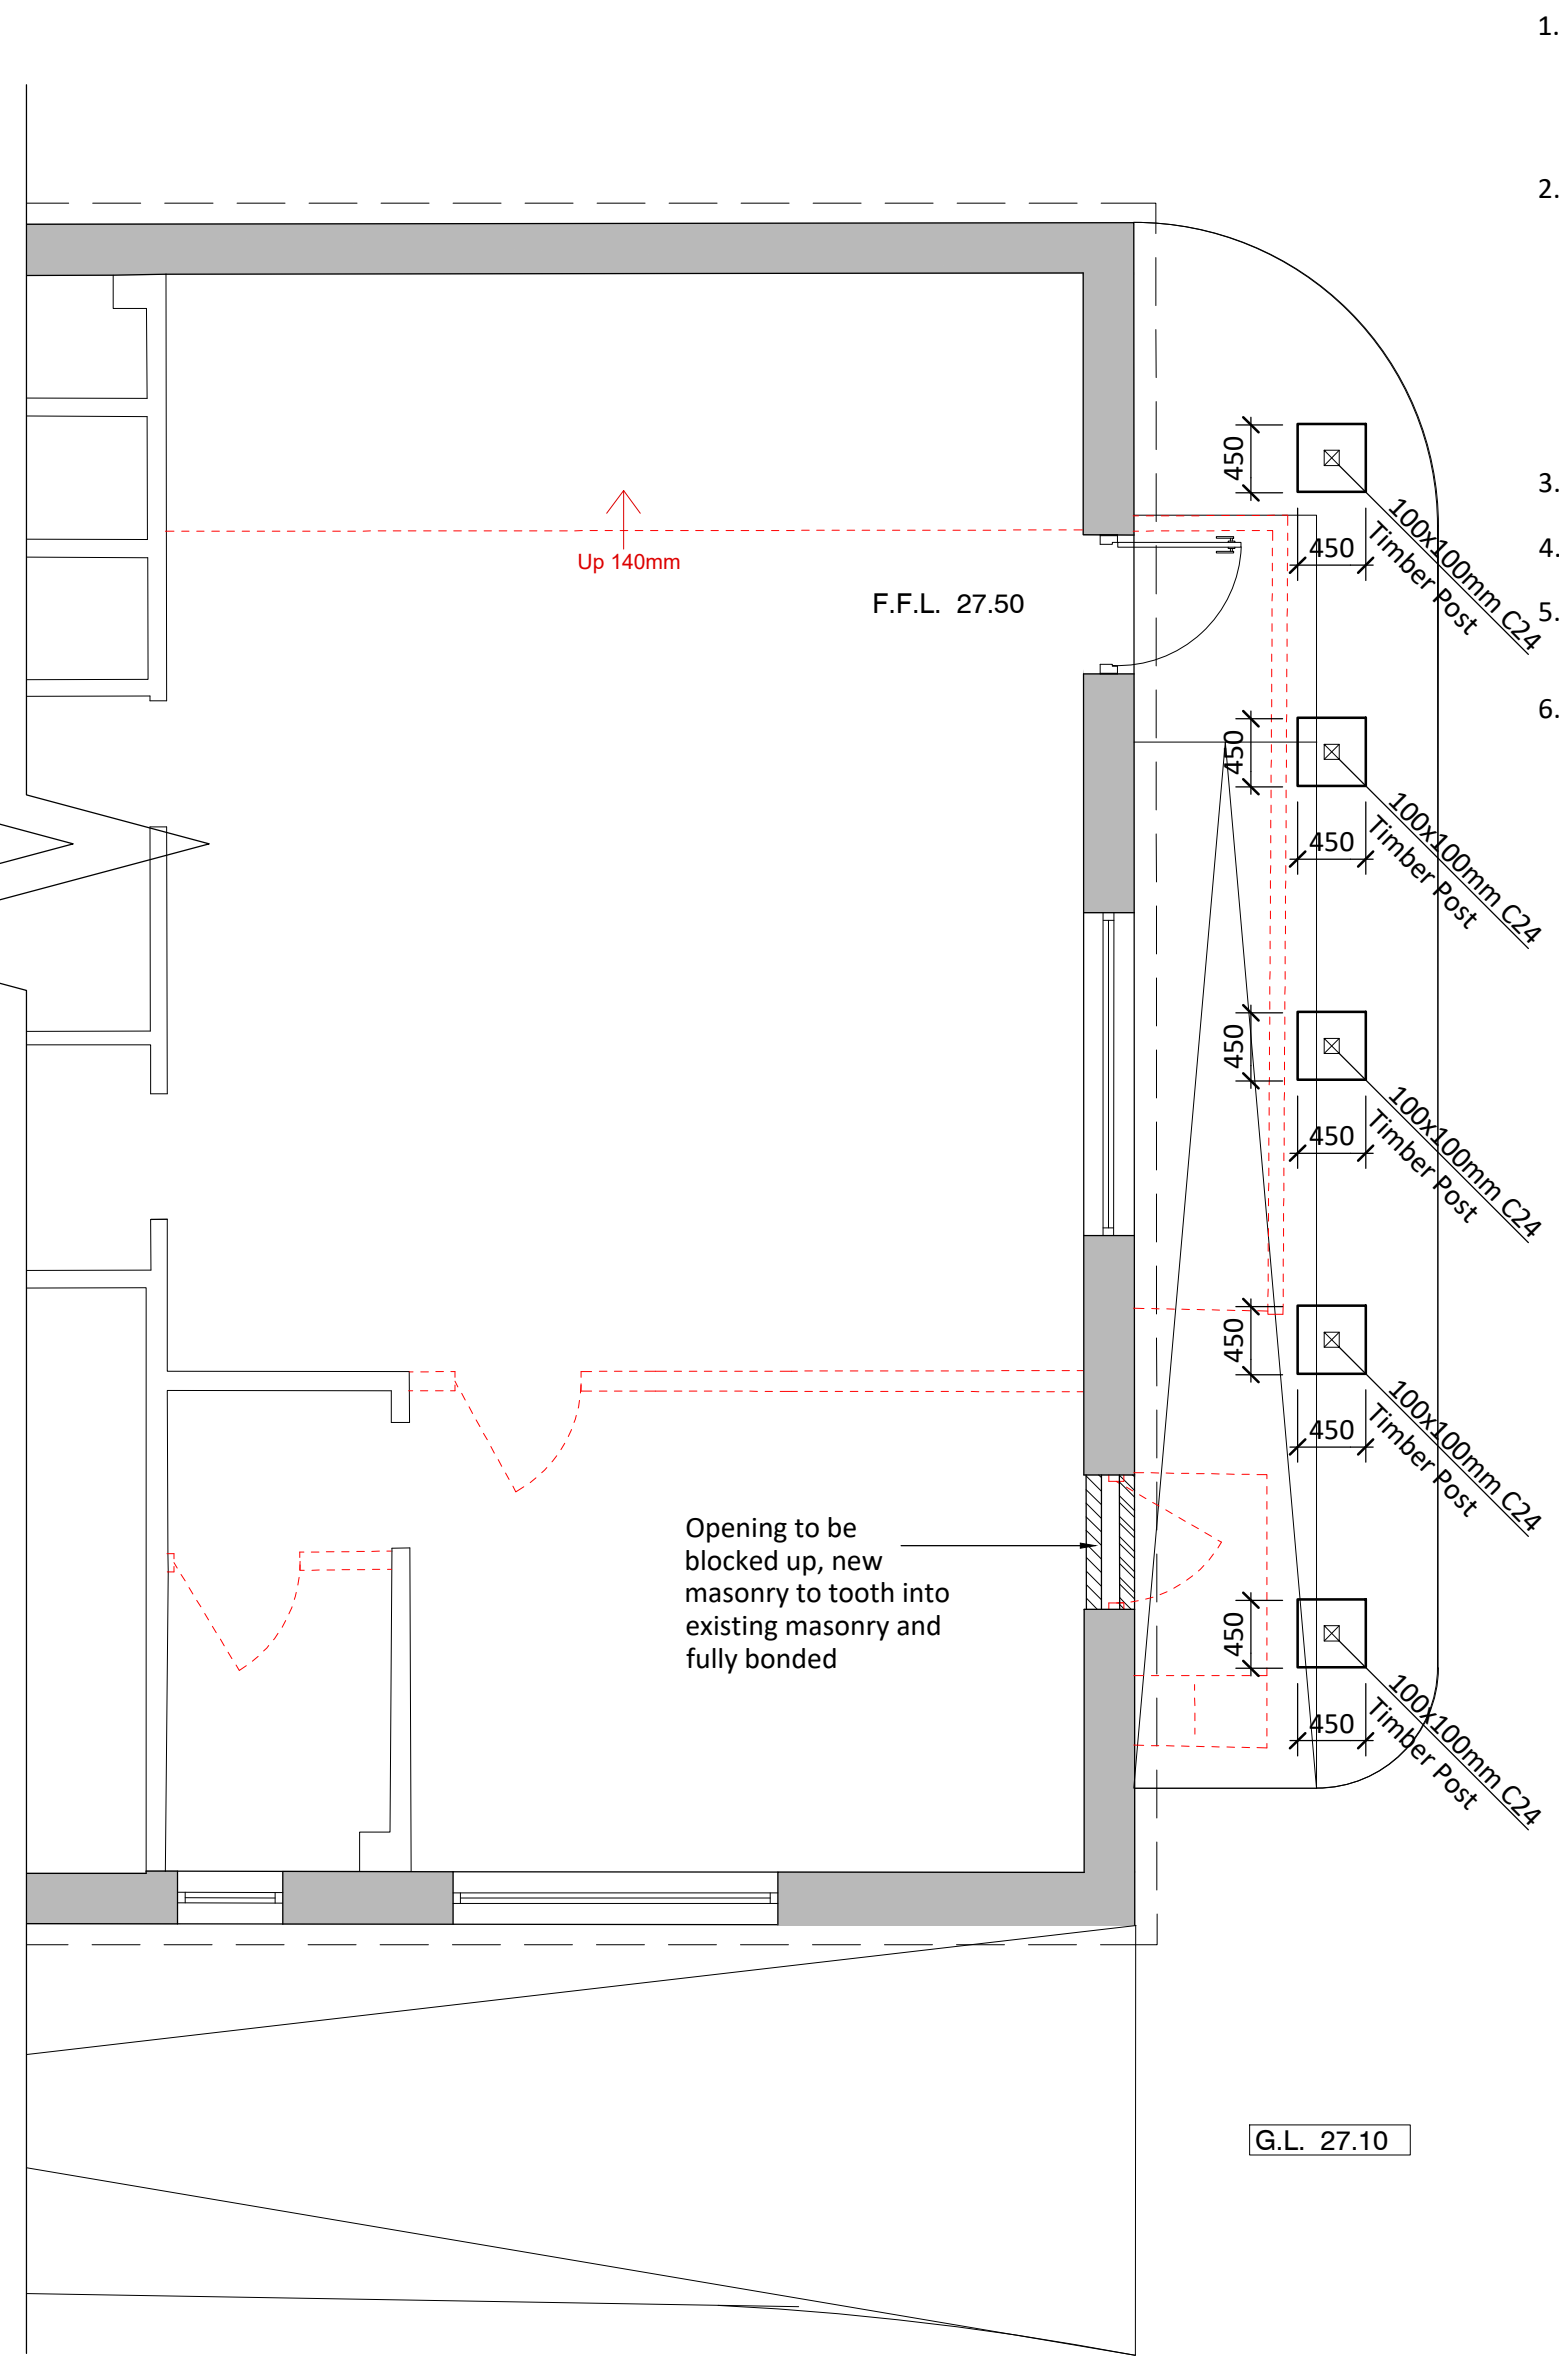 1.
2.
450
3.
100x100mm C24
Timber Post
450
4.
Up 140mm
F.F.L. 27.50
5.
6.
450
100x100mm C24
Timber Post
450
450
100x100mm C24
Timber Post
450
450
100x100mm C24
Timber Post
450
Opening to be
blocked up, new
masonry to tooth into
existing masonry and
fully bonded
450
100x100mm C24
Timber Post
450
G.L. 27.10